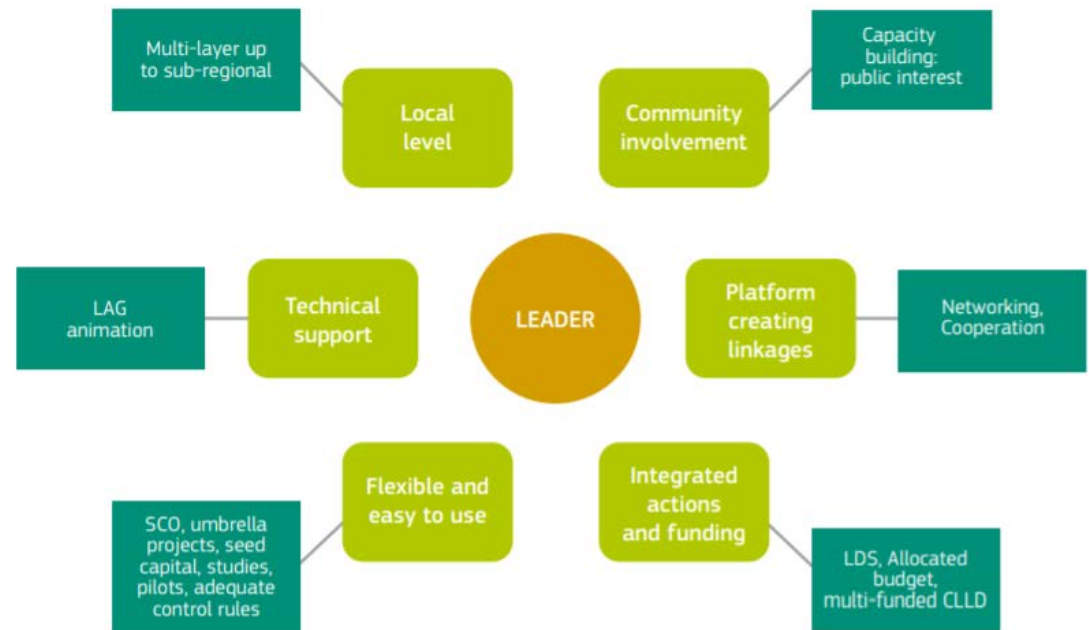 Multi-layer up
to sub-regional
Local
level
Community
involvement
Capacity
building:
public interest
LAG
animation
Technical
support
LEADER
Platform
creating
linkages
Networking,
Cooperation
SCO, umbrella
projects, seed
capital, studies,
pilots, adequate
control rules
Flexible and
easy to use
Integrated
actions
and funding
LDS, Allocated
budget,
multi-funded CLLD